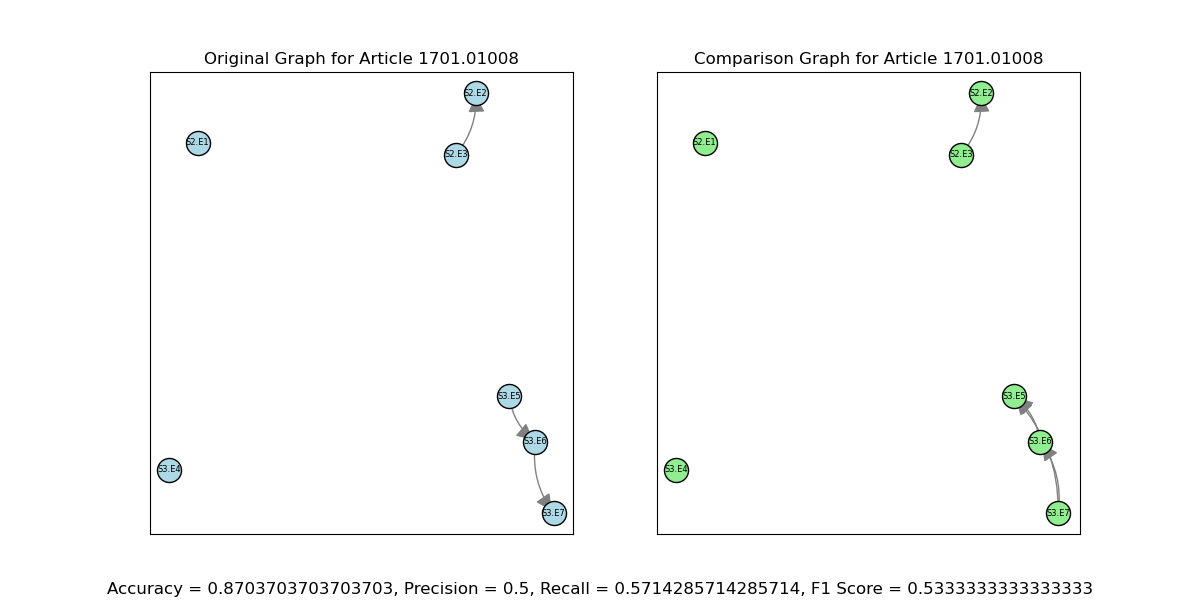 Original Graph for Article 1701.01008
Comparison Graph for Article 1701.01008
S2.E2
S2.E1
S2.E3
S3.E5
S3.E6
S3.E4
S3.E7
S2.E2
S2.E1
S2.E3
S3.E5
S3.E6
S3.E4
S3.E7
Accuracy = 0.8703703703703703, Precision = 0.5, Recall = 0.5714285714285714, F1 Score = 0.5333333333333333